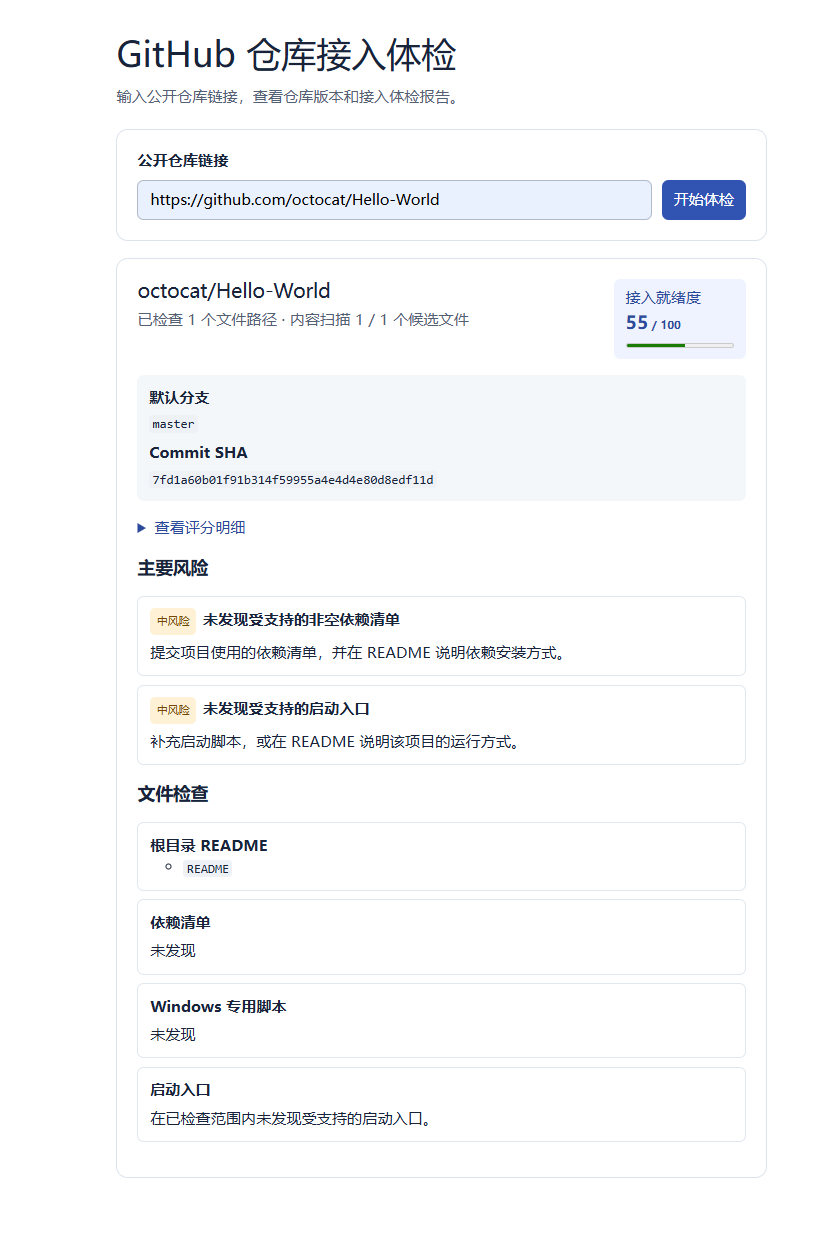 GitHub 仓库接入体检
输入公开仓库链接，查看仓库版本和接入体检报告。
公开仓库链接
https://github.com/octocat/Hello-World
开始体检
octocat/Hello-World
已检查 1 个文件路径 · 内容扫描 1 / 1 个候选文件
接入就绪度
55 / 100
默认分支
master
Commit SHA
7fd1a60b01f91b314f59955a4e4d4e80d8edf11d
查看评分明细
主要风险
中风险 未发现受支持的非空依赖清单
提交项目使用的依赖清单，并在 README 说明依赖安装方式。
中风险 未发现受支持的启动入口
补充启动脚本，或在 README 说明该项目的运行方式。
文件检查
根目录 README
README
依赖清单
未发现
Windows 专用脚本
未发现
启动入口
在已检查范围内未发现受支持的启动入口。